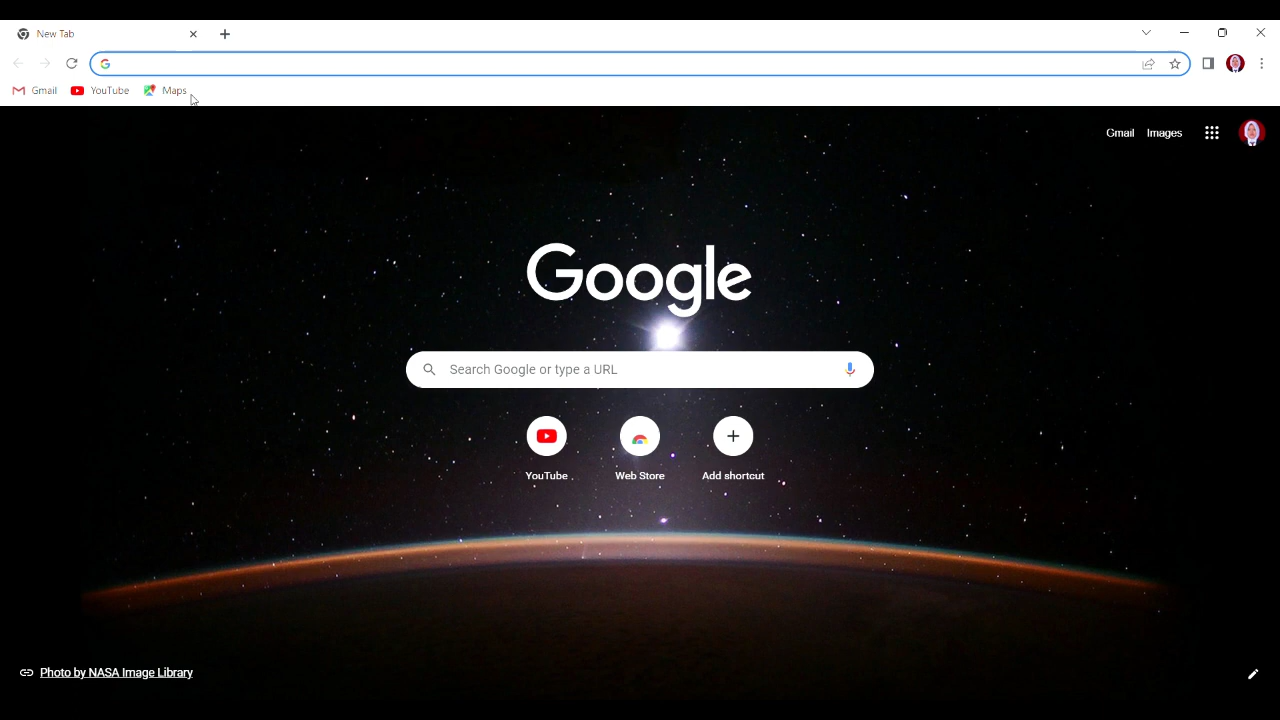 New Tab
Gmail YouTube Maps
Gmail Images
Google
Search Google or type a URL
YouTube Web Store Add shortcut
Photo by NASA Image Library